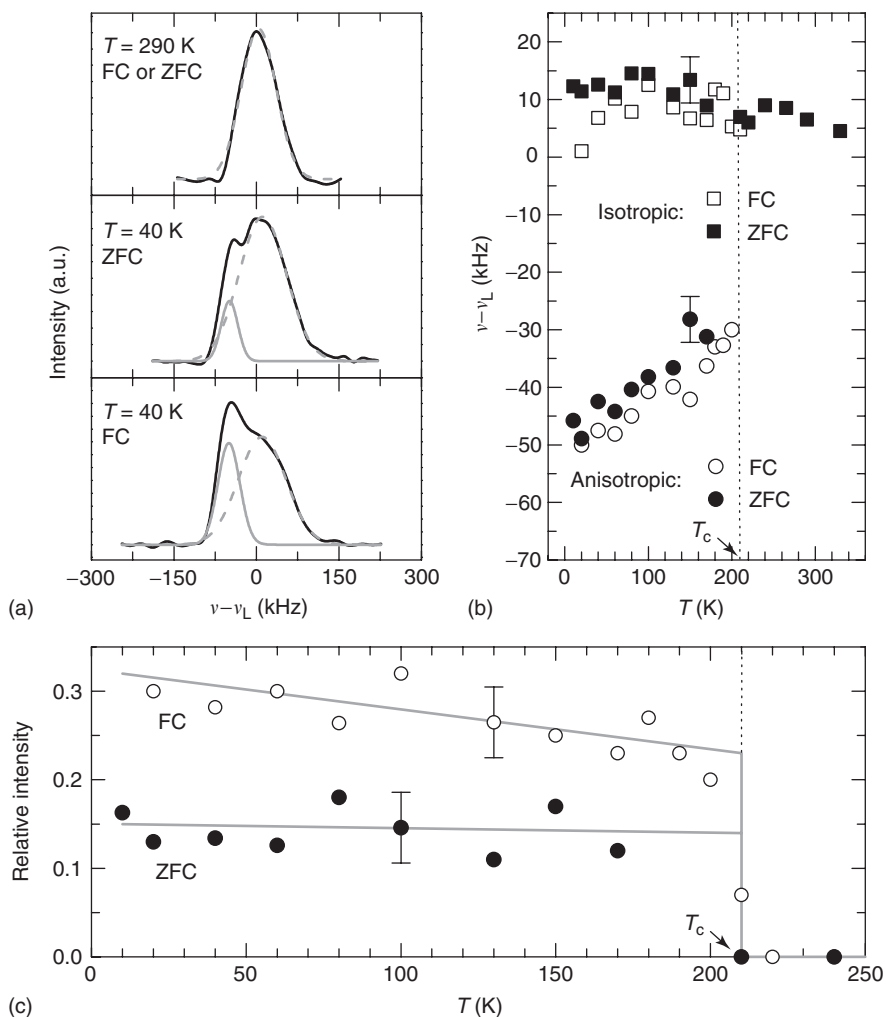 T = 290 K
FC or ZFC
T = 40 K
ZFC
T = 40 K
FC
Intensity (a.u.)
−300 −150 0 150 300
ν−νL (kHz)
(a)
20
10
0
−10
−20
−30
−40
−50
−60
−70
ν−νL (kHz)
Isotropic:
FC
ZFC
Anisotropic:
FC
ZFC
Tc
0 100 200 300
T (K)
(b)
0.3
0.2
0.1
0.0
Relative intensity
FC
ZFC
Tc
0 50 100 150 200 250
T (K)
(c)